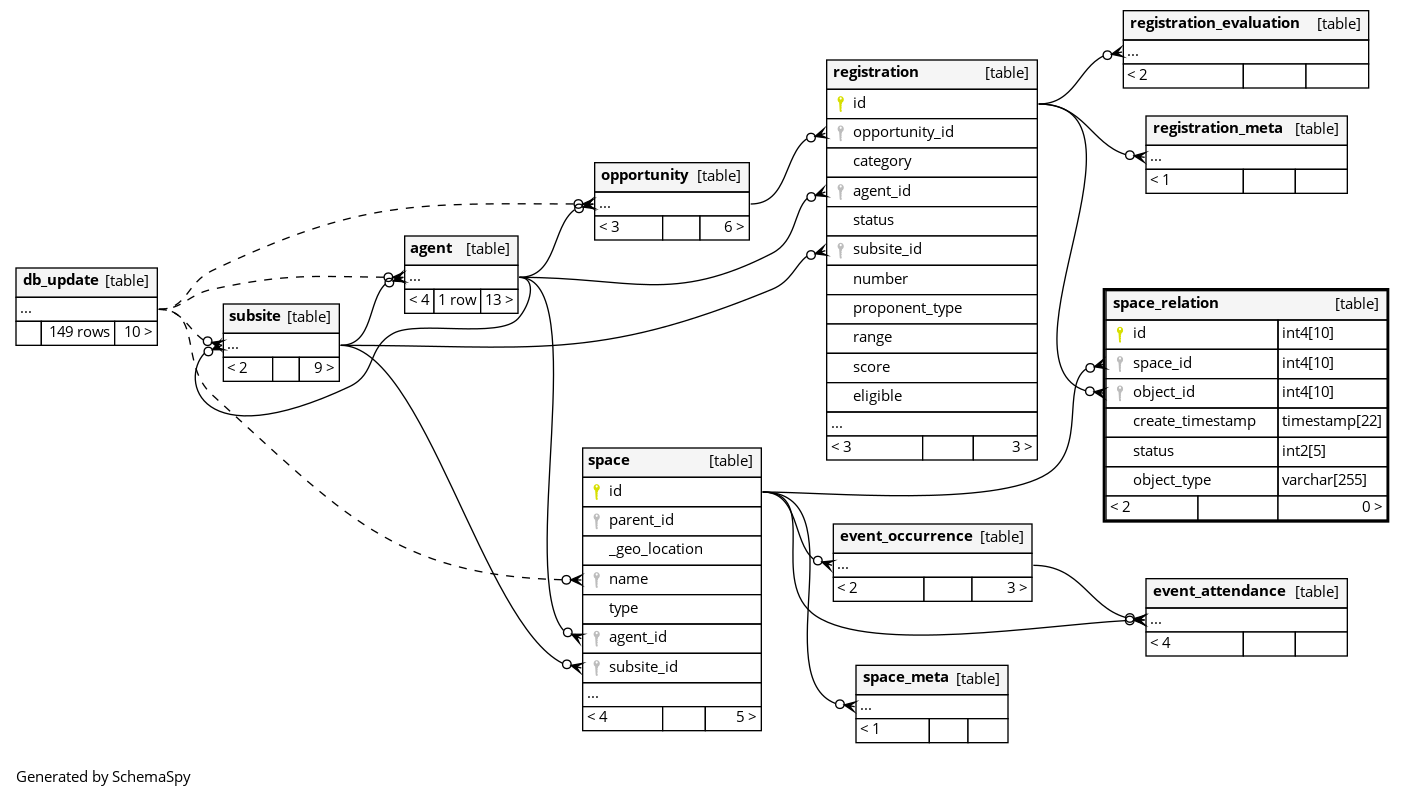 registration_evaluation [table]
...
< 2
registration [table]
id
opportunity_id
category
agent_id
status
subsite_id
number
proponent_type
range
score
eligible
...
< 3 3 >
registration_meta [table]
...
< 1
opportunity [table]
...
< 3 6 >
agent [table]
...
< 4 1 row 13 >
db_update [table]
...
149 rows 10 >
subsite [table]
...
< 2 9 >
space_relation [table]
id int4[10]
space_id int4[10]
object_id int4[10]
create_timestamp timestamp[22]
status int2[5]
object_type varchar[255]
< 2 0 >
space [table]
id
parent_id
_geo_location
name
type
agent_id
subsite_id
...
< 4 5 >
event_occurrence [table]
...
< 2 3 >
event_attendance [table]
...
< 4
space_meta [table]
...
< 1
Generated by SchemaSpy